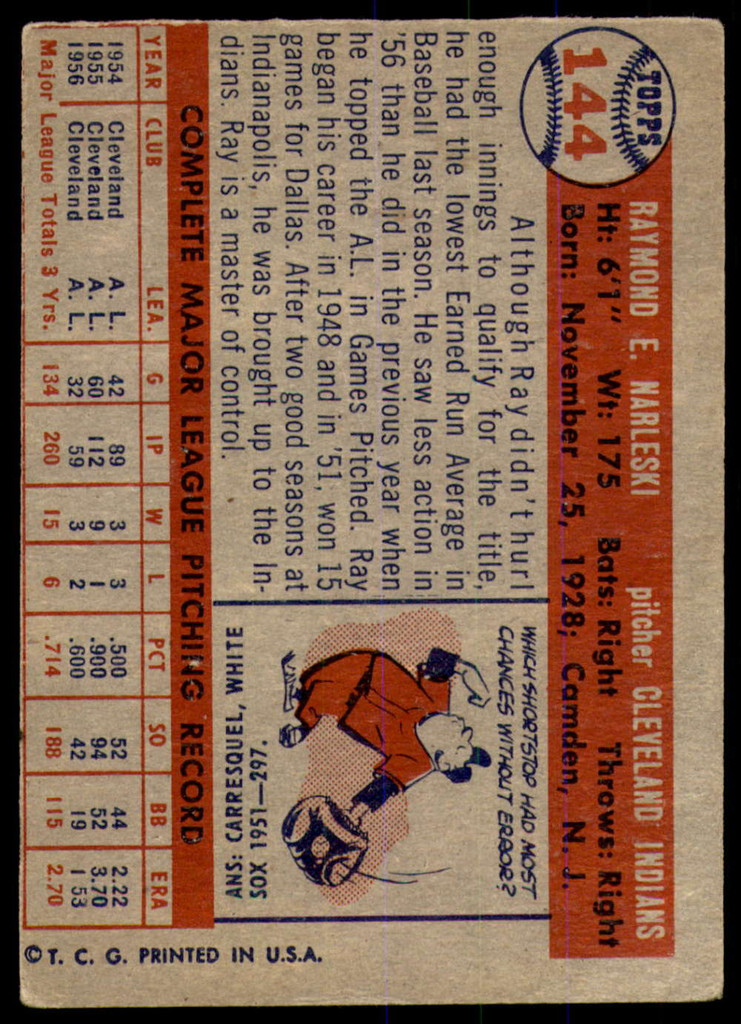 TOPPS
144
RAYMOND E. NARLESKI pitcher CLEVELAND INDIANS
Ht: 6'1" Wt: 175 Bats: Right Throws: Right
Born: November 25, 1928; Camden, N. J.
Although Ray didn't hurl
enough innings to qualify for the title,
he had the lowest Earned Run Average in
Baseball last season. He saw less action in
'56 than he did in the previous year when
he topped the A.L. in Games Pitched. Ray
began his career in 1948 and in '51, won 15
games for Dallas. After two good seasons at
Indianapolis, he was brought up to the In-
dians. Ray is a master of control.
WHICH SHORTSTOP HAD MOST
CHANCES WITHOUT ERROR?
ANS: CARRESQUEL, WHITE
SOX 1951—297.
COMPLETE MAJOR LEAGUE PITCHING RECORD
YEAR CLUB LEA. G IP W L PCT SO BB ERA
1954 Cleveland A. L. 42 89 3 3 .500 52 44 2.22
1955 Cleveland A. L. 60 112 9 1 .900 94 52 3.70
1956 Cleveland A. L. 32 59 3 2 .600 42 19 1 53
Major League Totals 3 Yrs. 134 260 15 6 .714 188 115 2.70
© T. C. G. PRINTED IN U.S.A.